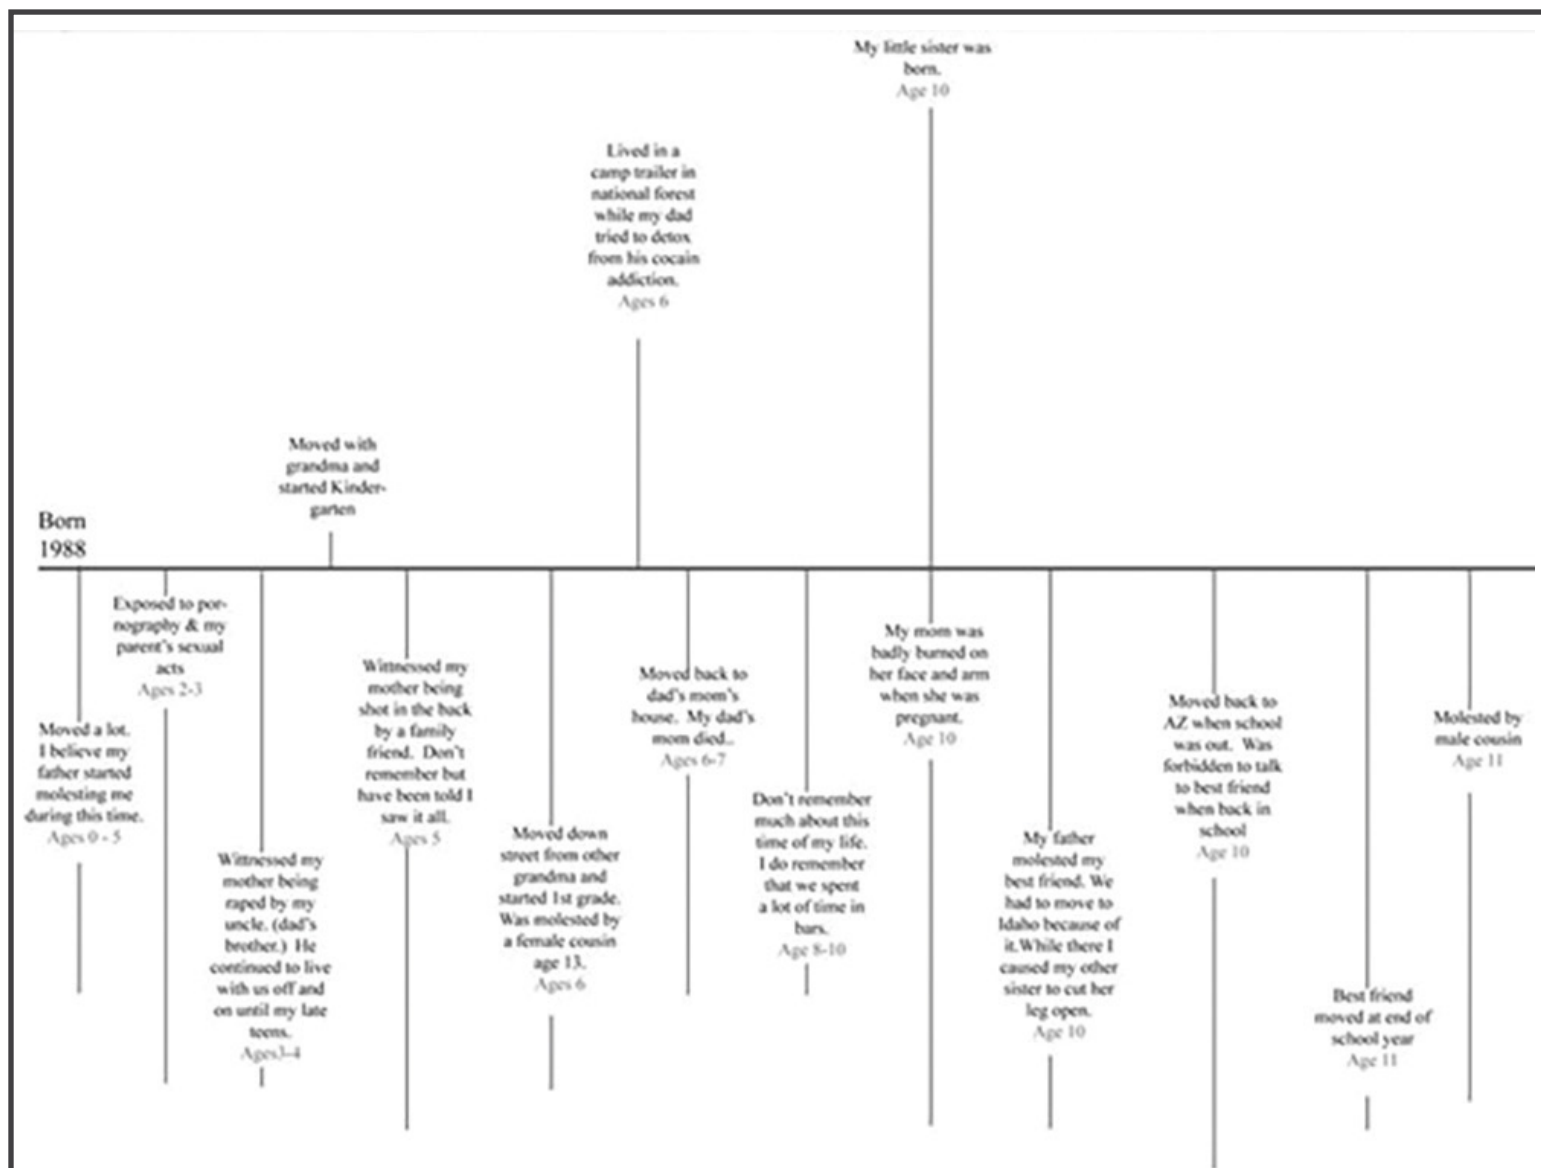 My little sister was
born.
Age 10
Lived in a
camp trailer in
national forest
while my dad
tried to detox
from his cocain
addiction.
Ages 6
Moved with
grandma and
started Kinder-
garten
Born
1988
Exposed to por-
nography & my
parent's sexual
acts
Ages 2-3
Moved a lot.
I believe my
father started
molesting me
during this time.
Ages 0 - 5
Wittnessed my
mother being
raped by my
uncle. (dad's
brother.) He
continued to live
with us off and
on until my late
teens.
Ages3-4
Wittnessed my
mother being
shot in the back
by a family
friend. Don't
remember but
have been told I
saw it all.
Ages 5
Moved down
street from other
grandma and
started 1st grade.
Was molested by
a female cousin
age 13.
Ages 6
Moved back to
dad's mom's
house. My dad's
mom died..
Ages 6-7
Don't remember
much about this
time of my life.
I do remember
that we spent
a lot of time in
bars.
Age 8-10
My mom was
badly burned on
her face and arm
when she was
pregnant.
Age 10
My father
molested my
best friend. We
had to move to
Idaho because of
it.While there I
caused my other
sister to cut her
leg open.
Age 10
Moved back to
AZ when school
was out. Was
forbidden to talk
to best friend
when back in
school
Age 10
Best friend
moved at end of
school year
Age 11
Molested by
male cousin
Age 11